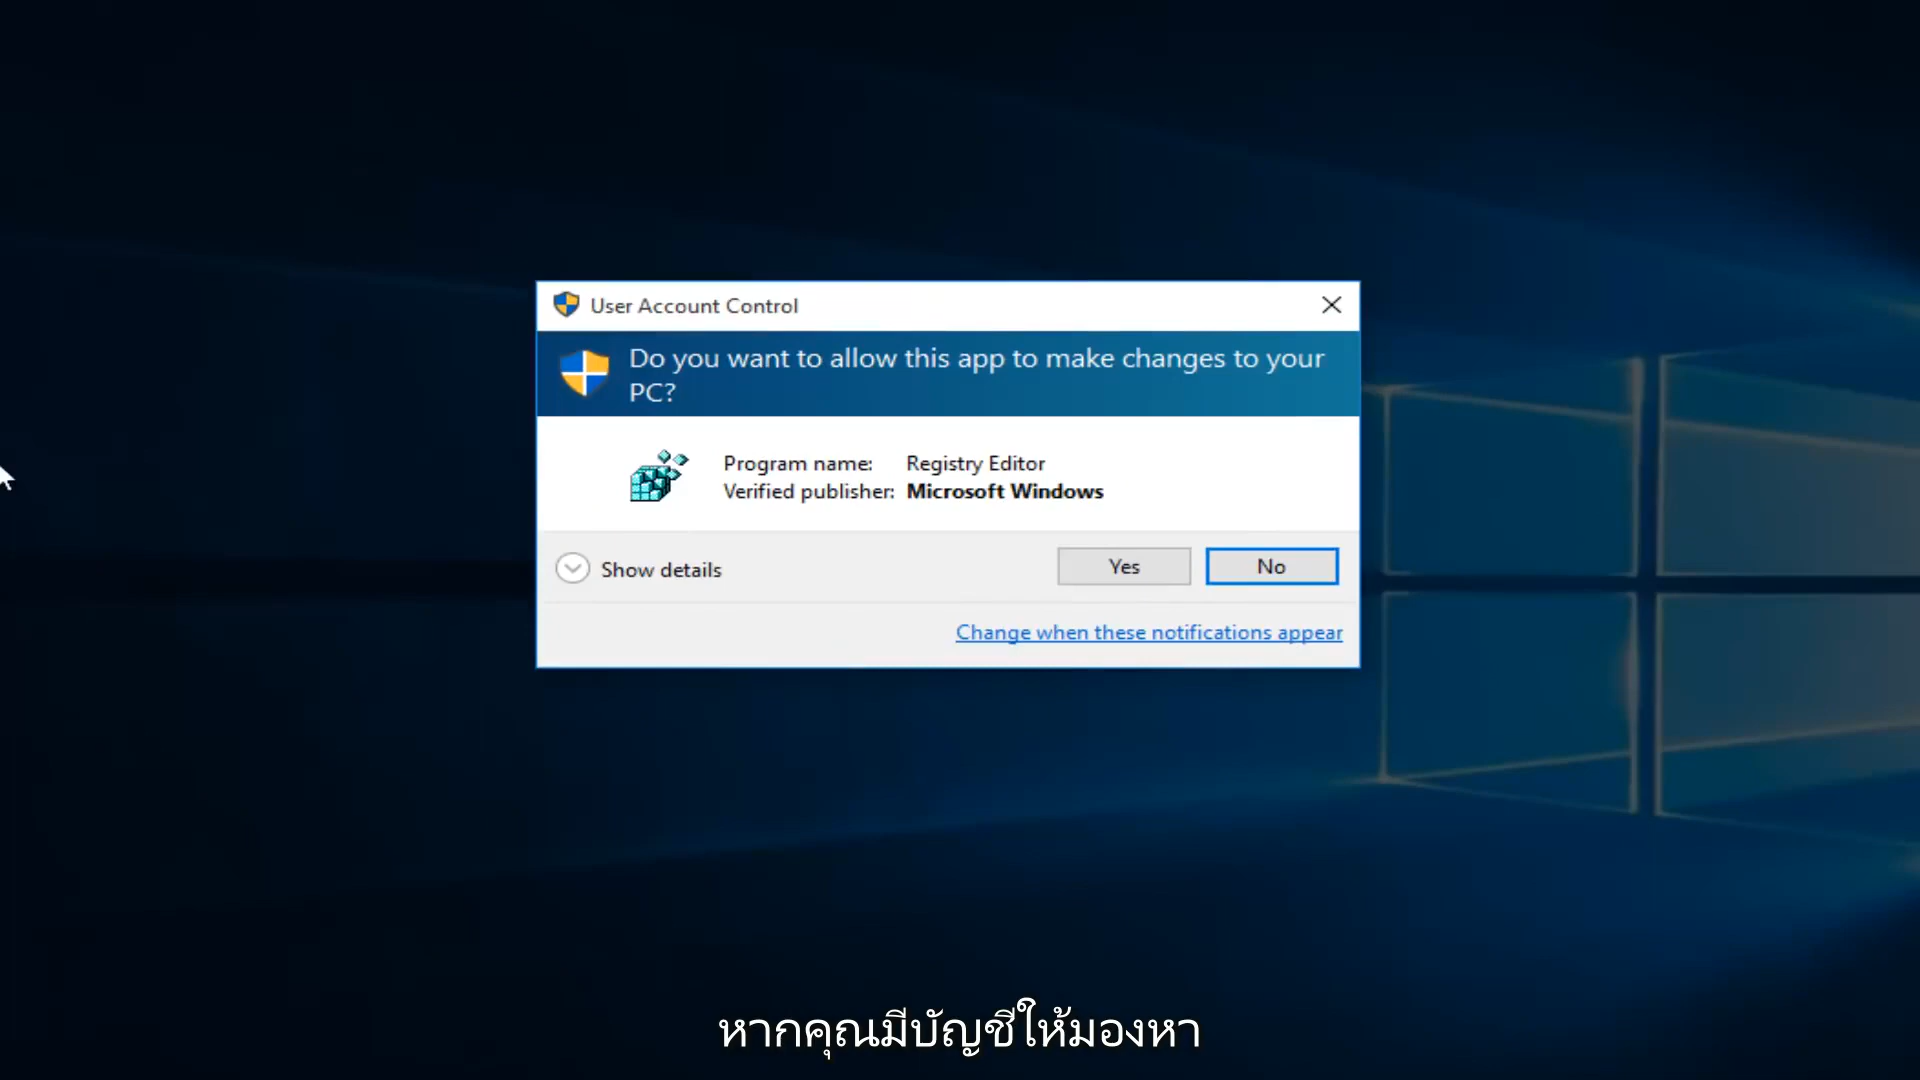 User Account Control
Do you want to allow this app to make changes to your
PC?
Program name: Registry Editor
Verified publisher: Microsoft Windows
Show details
Yes
No
Change when these notifications appear
หากคุณมีบัญชีให้มองหา